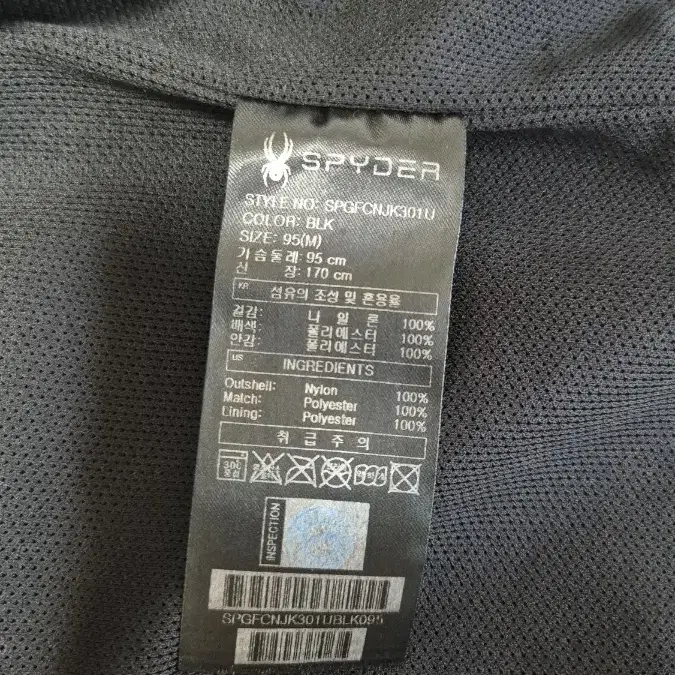 SPYDER
STYLE NO: SPGFCNJK301U
COLOR: BLK
SIZE: 95(M)
가슴둘레: 95 cm
신 장: 170 cm
KR 섬유의 조성 및 혼용율
겉감: 나 일 론 100%
배색: 폴리에스터 100%
안감: 폴리에스터 100%
US INGREDIENTS
Outshell: Nylon 100%
Match: Polyester 100%
Lining: Polyester 100%
취 급 주 의
INSPECTION
SPGFCNJK301UBLK095